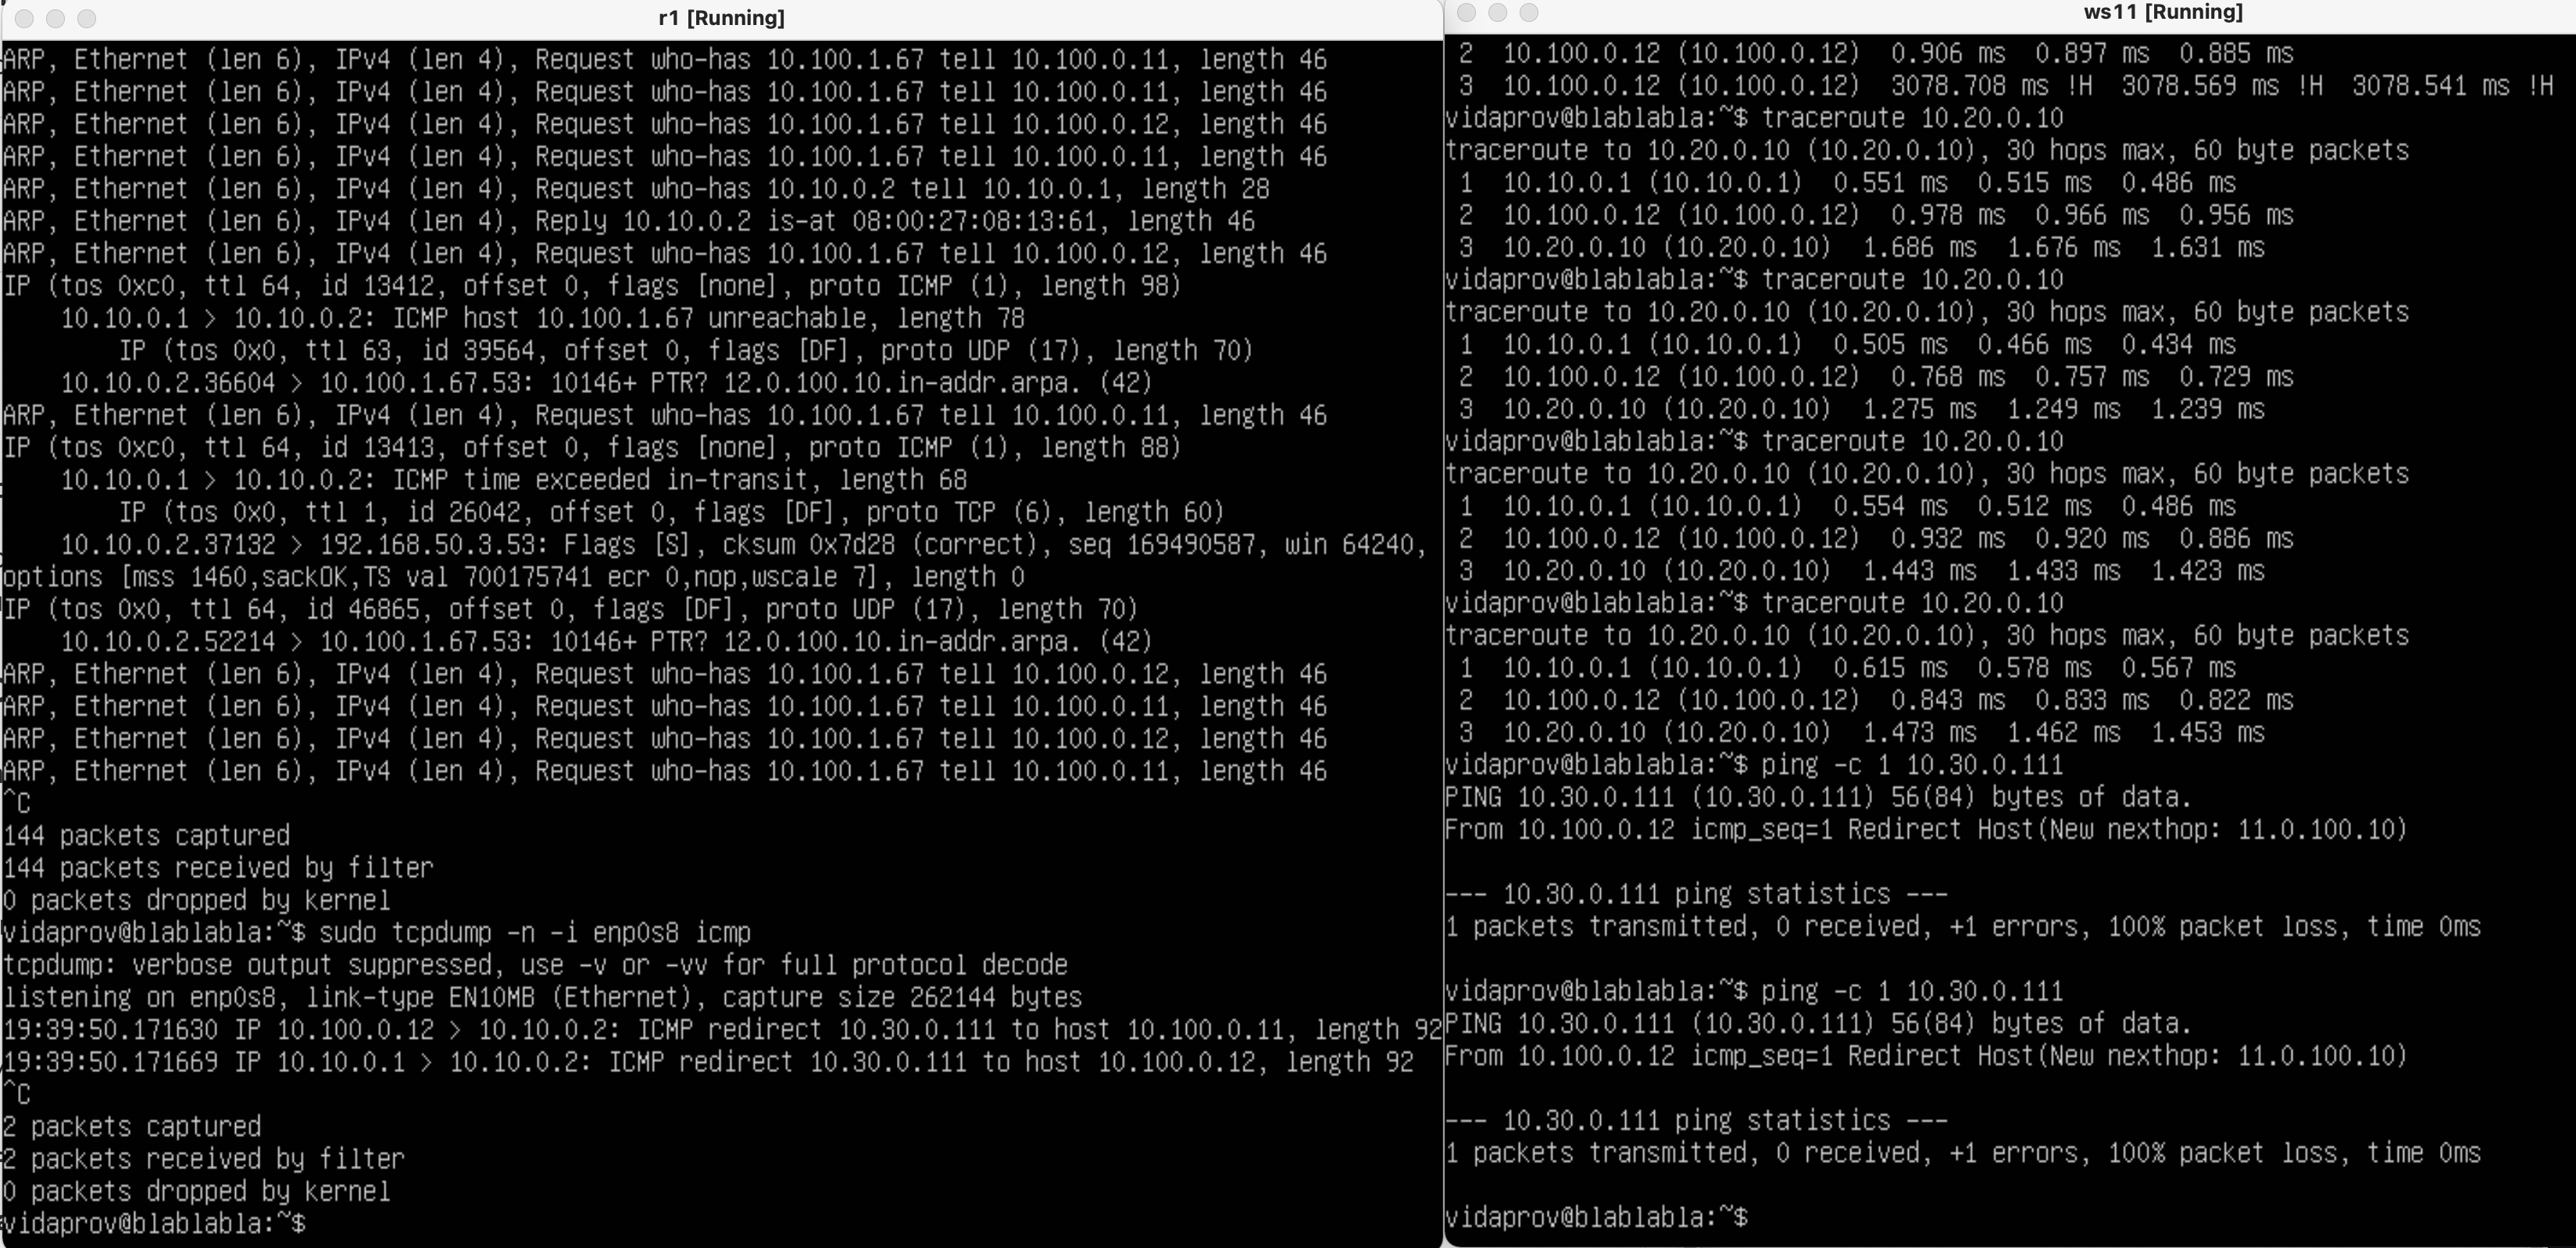 r1 [Running]
ARP, Ethernet (len 6), IPv4 (len 4), Request who-has 10.100.1.67 tell 10.100.0.11, length 46
ARP, Ethernet (len 6), IPv4 (len 4), Request who-has 10.100.1.67 tell 10.100.0.11, length 46
ARP, Ethernet (len 6), IPv4 (len 4), Request who-has 10.100.1.67 tell 10.100.0.12, length 46
ARP, Ethernet (len 6), IPv4 (len 4), Request who-has 10.100.1.67 tell 10.100.0.11, length 46
ARP, Ethernet (len 6), IPv4 (len 4), Request who-has 10.10.0.2 tell 10.10.0.1, length 28
ARP, Ethernet (len 6), IPv4 (len 4), Reply 10.10.0.2 is-at 08:00:27:08:13:61, length 46
ARP, Ethernet (len 6), IPv4 (len 4), Request who-has 10.100.1.67 tell 10.100.0.12, length 46
IP (tos 0xc0, ttl 64, id 13412, offset 0, flags [none], proto ICMP (1), length 98)
10.10.0.1 > 10.10.0.2: ICMP host 10.100.1.67 unreachable, length 78
IP (tos 0x0, ttl 63, id 39564, offset 0, flags [DF], proto UDP (17), length 70)
10.10.0.2.36604 > 10.100.1.67.53: 10146+ PTR? 12.0.100.10.in-addr.arpa. (42)
ARP, Ethernet (len 6), IPv4 (len 4), Request who-has 10.100.1.67 tell 10.100.0.11, length 46
IP (tos 0xc0, ttl 64, id 13413, offset 0, flags [none], proto ICMP (1), length 88)
10.10.0.1 > 10.10.0.2: ICMP time exceeded in-transit, length 68
IP (tos 0x0, ttl 1, id 26042, offset 0, flags [DF], proto TCP (6), length 60)
10.10.0.2.37132 > 192.168.50.3.53: Flags [S], cksum 0x7d28 (correct), seq 169490587, win 64240,
options [mss 1460,sackOK,TS val 700175741 ecr 0,nop,wscale 7], length 0
IP (tos 0x0, ttl 64, id 46865, offset 0, flags [DF], proto UDP (17), length 70)
10.10.0.2.52214 > 10.100.1.67.53: 10146+ PTR? 12.0.100.10.in-addr.arpa. (42)
ARP, Ethernet (len 6), IPv4 (len 4), Request who-has 10.100.1.67 tell 10.100.0.12, length 46
ARP, Ethernet (len 6), IPv4 (len 4), Request who-has 10.100.1.67 tell 10.100.0.11, length 46
ARP, Ethernet (len 6), IPv4 (len 4), Request who-has 10.100.1.67 tell 10.100.0.12, length 46
ARP, Ethernet (len 6), IPv4 (len 4), Request who-has 10.100.1.67 tell 10.100.0.11, length 46
^C
144 packets captured
144 packets received by filter
0 packets dropped by kernel
vidaprov@blablabla:~$ sudo tcpdump -n -i enp0s8 icmp
tcpdump: verbose output suppressed, use -v or -vv for full protocol decode
listening on enp0s8, link-type EN10MB (Ethernet), capture size 262144 bytes
19:39:50.171630 IP 10.100.0.12 > 10.10.0.2: ICMP redirect 10.30.0.111 to host 10.100.0.11, length 92
19:39:50.171669 IP 10.10.0.1 > 10.10.0.2: ICMP redirect 10.30.0.111 to host 10.100.0.12, length 92
^C
2 packets captured
2 packets received by filter
0 packets dropped by kernel
vidaprov@blablabla:~$
ws11 [Running]
2 10.100.0.12 (10.100.0.12) 0.906 ms 0.897 ms 0.885 ms
3 10.100.0.12 (10.100.0.12) 3078.708 ms !H 3078.569 ms !H 3078.541 ms !H
vidaprov@blablabla:~$ traceroute 10.20.0.10
traceroute to 10.20.0.10 (10.20.0.10), 30 hops max, 60 byte packets
1 10.10.0.1 (10.10.0.1) 0.551 ms 0.515 ms 0.486 ms
2 10.100.0.12 (10.100.0.12) 0.978 ms 0.966 ms 0.956 ms
3 10.20.0.10 (10.20.0.10) 1.686 ms 1.676 ms 1.631 ms
vidaprov@blablabla:~$ traceroute 10.20.0.10
traceroute to 10.20.0.10 (10.20.0.10), 30 hops max, 60 byte packets
1 10.10.0.1 (10.10.0.1) 0.505 ms 0.466 ms 0.434 ms
2 10.100.0.12 (10.100.0.12) 0.768 ms 0.757 ms 0.729 ms
3 10.20.0.10 (10.20.0.10) 1.275 ms 1.249 ms 1.239 ms
vidaprov@blablabla:~$ traceroute 10.20.0.10
traceroute to 10.20.0.10 (10.20.0.10), 30 hops max, 60 byte packets
1 10.10.0.1 (10.10.0.1) 0.554 ms 0.512 ms 0.486 ms
2 10.100.0.12 (10.100.0.12) 0.932 ms 0.920 ms 0.886 ms
3 10.20.0.10 (10.20.0.10) 1.443 ms 1.433 ms 1.423 ms
vidaprov@blablabla:~$ traceroute 10.20.0.10
traceroute to 10.20.0.10 (10.20.0.10), 30 hops max, 60 byte packets
1 10.10.0.1 (10.10.0.1) 0.615 ms 0.578 ms 0.567 ms
2 10.100.0.12 (10.100.0.12) 0.843 ms 0.833 ms 0.822 ms
3 10.20.0.10 (10.20.0.10) 1.473 ms 1.462 ms 1.453 ms
vidaprov@blablabla:~$ ping -c 1 10.30.0.111
PING 10.30.0.111 (10.30.0.111) 56(84) bytes of data.
From 10.100.0.12 icmp_seq=1 Redirect Host(New nexthop: 11.0.100.10)
--- 10.30.0.111 ping statistics ---
1 packets transmitted, 0 received, +1 errors, 100% packet loss, time 0ms
vidaprov@blablabla:~$ ping -c 1 10.30.0.111
PING 10.30.0.111 (10.30.0.111) 56(84) bytes of data.
From 10.100.0.12 icmp_seq=1 Redirect Host(New nexthop: 11.0.100.10)
--- 10.30.0.111 ping statistics ---
1 packets transmitted, 0 received, +1 errors, 100% packet loss, time 0ms
vidaprov@blablabla:~$